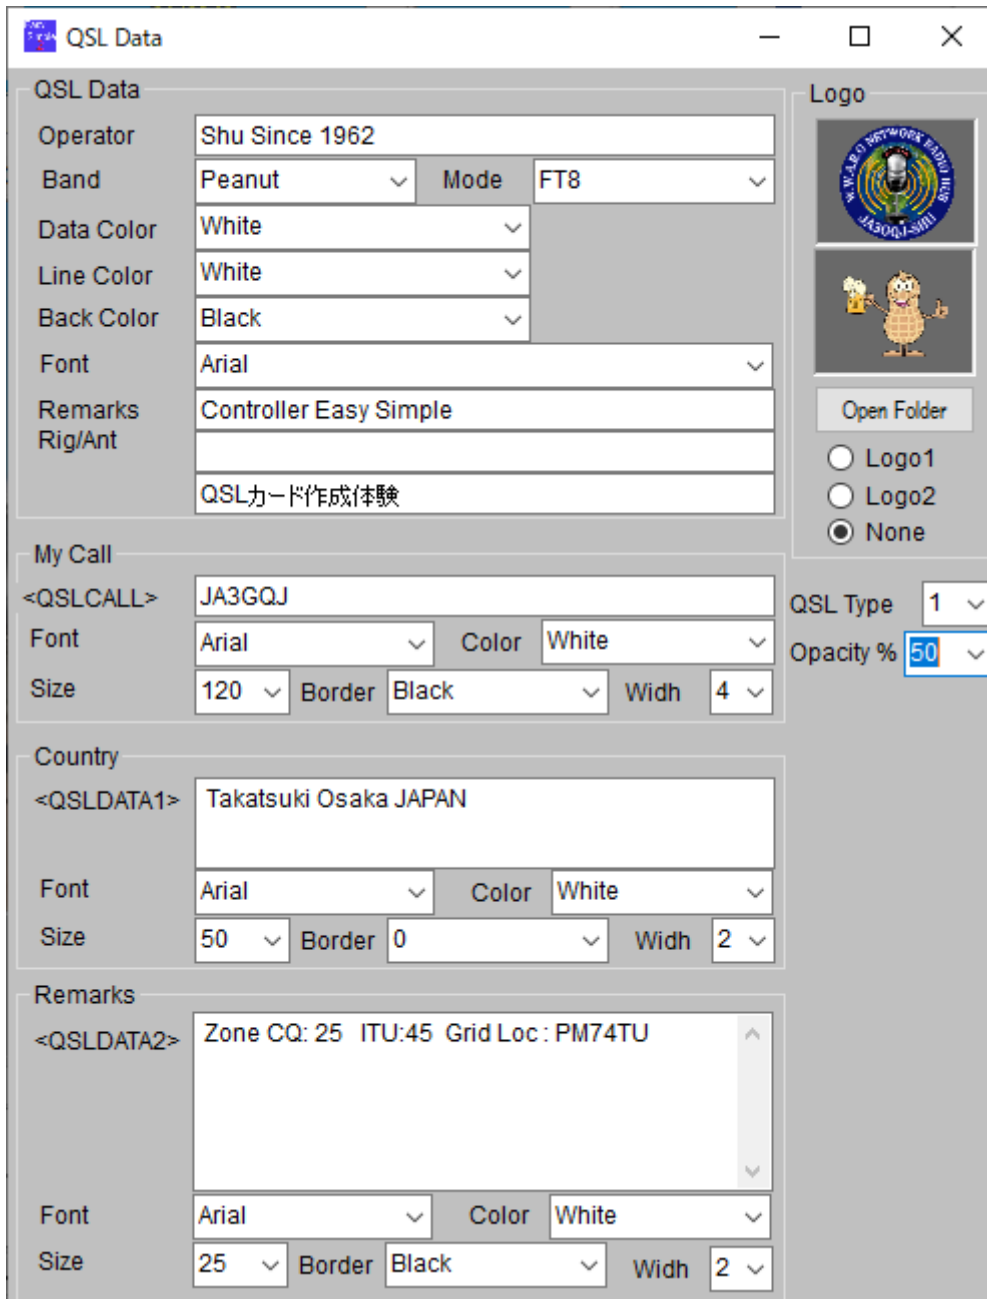 QSL Data
QSL Data
Operator Shu Since 1962
Band Peanut Mode FT8
Data Color White
Line Color White
Back Color Black
Font Arial
Remarks Controller Easy Simple
Rig/Ant
QSLカード作成体験
Logo
W.W.A.R.O NETWORK RADIO HUB
JA3OQJ-SIRI
Open Folder
Logo1
Logo2
None
My Call
<QSLCALL> JA3GQJ
Font Arial Color White
Size 120 Border Black Widh 4
QSL Type 1
Opacity % 50
Country
<QSLDATA1> Takatsuki Osaka JAPAN
Font Arial Color White
Size 50 Border 0 Widh 2
Remarks
<QSLDATA2> Zone CQ: 25 ITU:45 Grid Loc : PM74TU
Font Arial Color White
Size 25 Border Black Widh 2